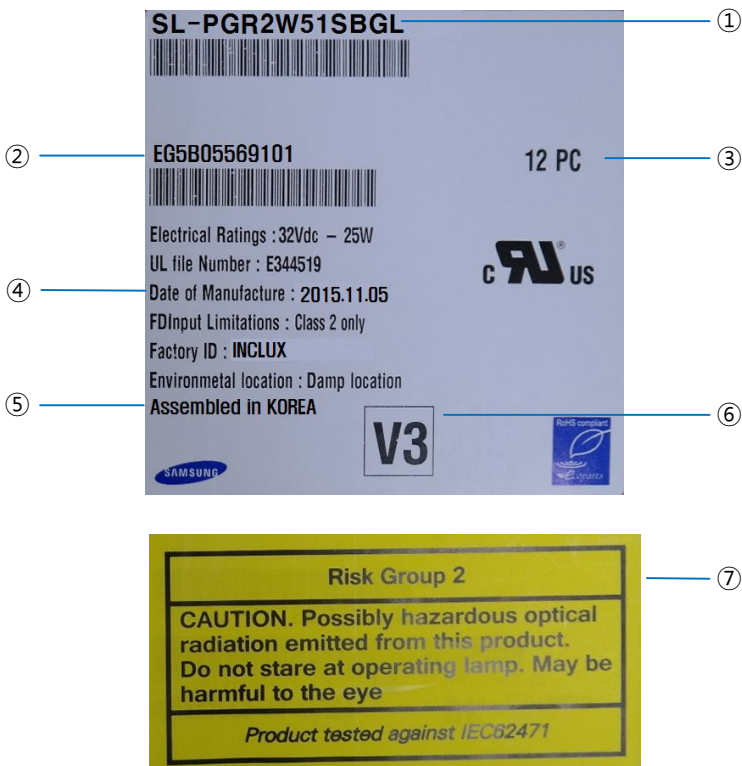 SL-PGR2W51SBGL
①
②
EG5B05569101
12 PC
③
Electrical Ratings : 32Vdc – 25W
UL file Number : E344519
c RU ® US
④
Date of Manufacture : 2015.11.05
FDInput Limitations : Class 2 only
Factory ID : INCLUX
Environmetal location : Damp location
⑤
Assembled in KOREA
V3
⑥
RoHS compliant
Ecoparts
SAMSUNG
Risk Group 2
⑦
CAUTION. Possibly hazardous optical
radiation emitted from this product.
Do not stare at operating lamp. May be
harmful to the eye
Product tested against IEC62471